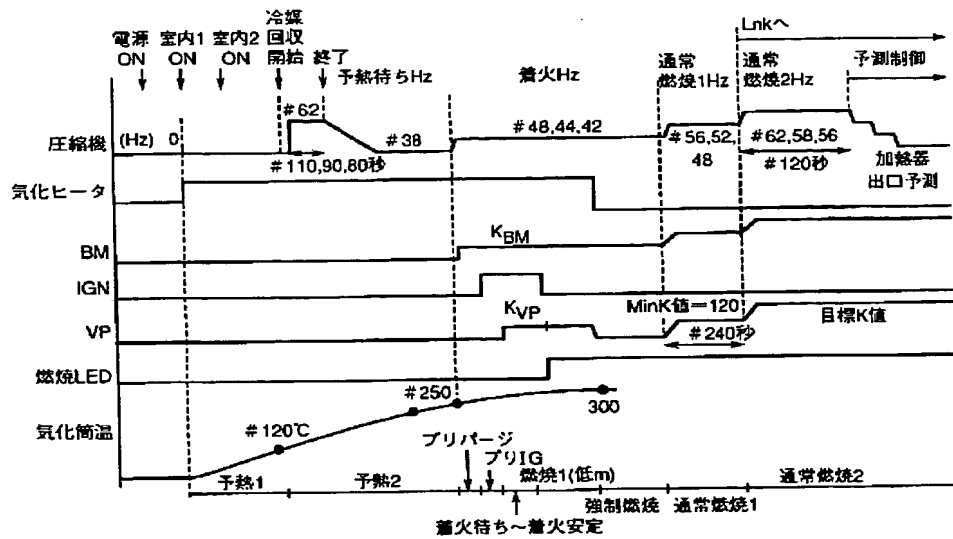 Lnkへ
電源
ON
室内1
ON
室内2
ON
冷媒
回収
開始
終了
予熱待ちHz
着火Hz
通常
燃焼1Hz
通常
燃焼2Hz
予測制御
圧縮機
(Hz) 0
#62
#38
#110,90,80秒
#48,44,42
#56,52,
48
#62,58,56
#120秒
加熱器
出口予測
気化ヒータ
BM
KBM
IGN
VP
KVP
MinK値=120
#240秒
目標K値
燃焼LED
気化筒温
#120℃
#250
300
プリパージ
プリIG
予熱1
予熱2
燃焼1(低m)
着火待ち~着火安定
強制燃焼
通常燃焼1
通常燃焼2